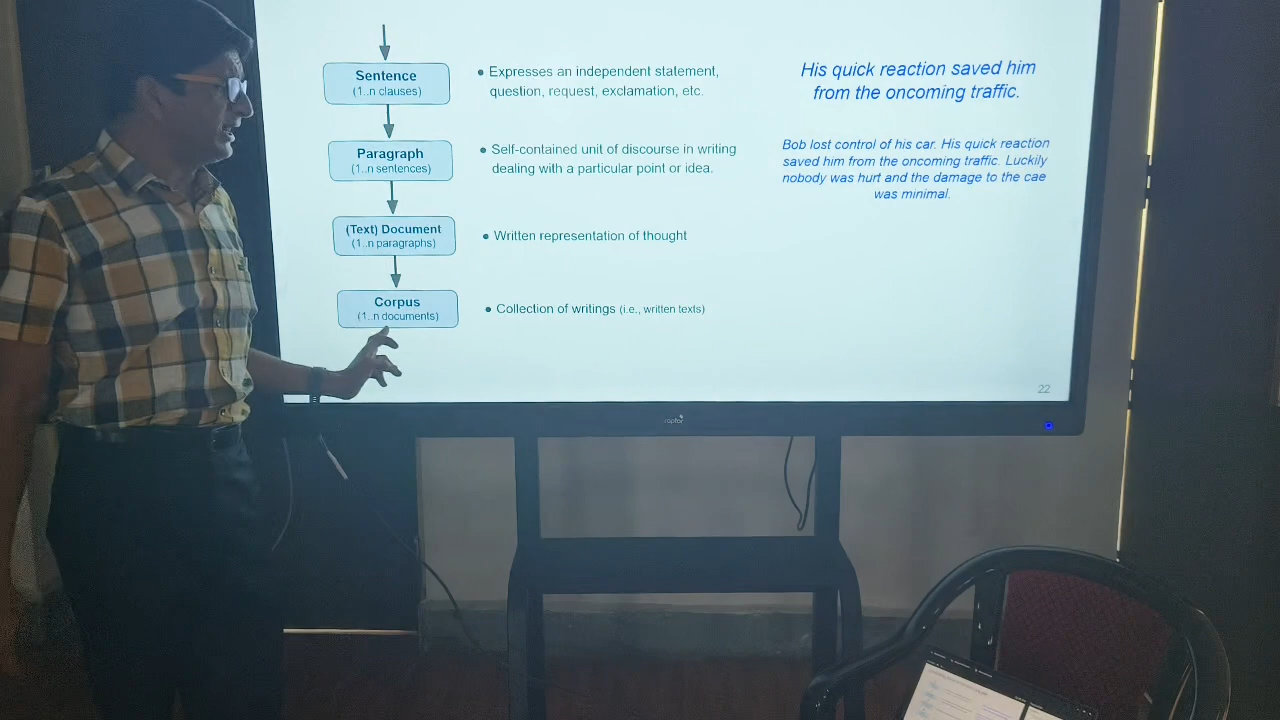 Sentence
(1..n clauses)
● Expresses an independent statement,
question, request, exclamation, etc.
His quick reaction saved him
from the oncoming traffic.
Paragraph
(1..n sentences)
● Self-contained unit of discourse in writing
dealing with a particular point or idea.
Bob lost control of his car. His quick reaction
saved him from the oncoming traffic. Luckily
nobody was hurt and the damage to the cae
was minimal.
(Text) Document
(1..n paragraphs)
● Written representation of thought
Corpus
(1..n documents)
● Collection of writings (i.e., written texts)
22
raptor